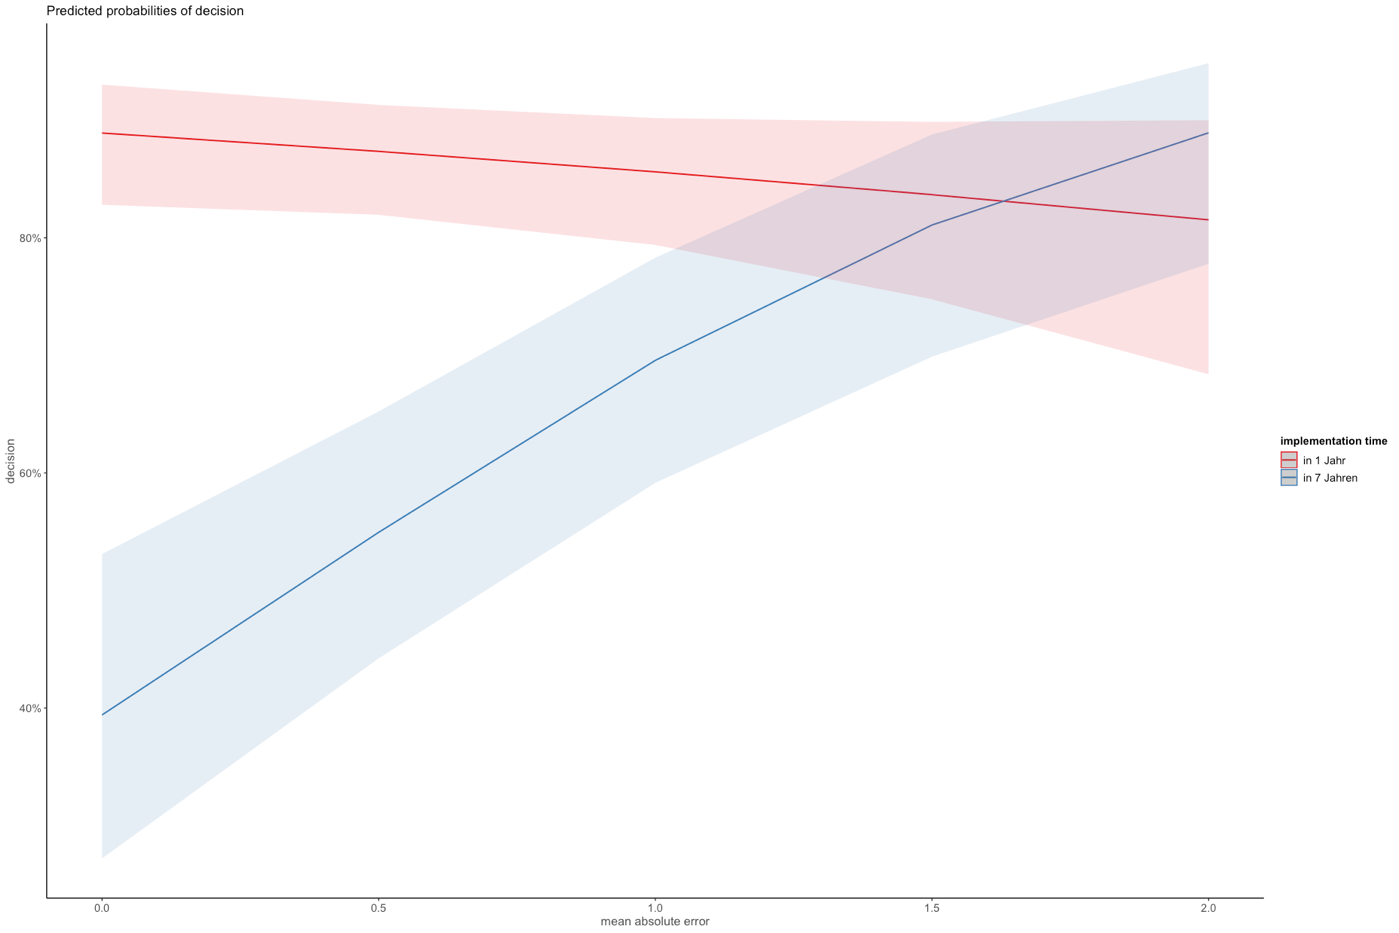 Predicted probabilities of decision
80%
60%
40%
decision
0.0 0.5 1.0 1.5 2.0
mean absolute error
implementation time
in 1 Jahr
in 7 Jahren